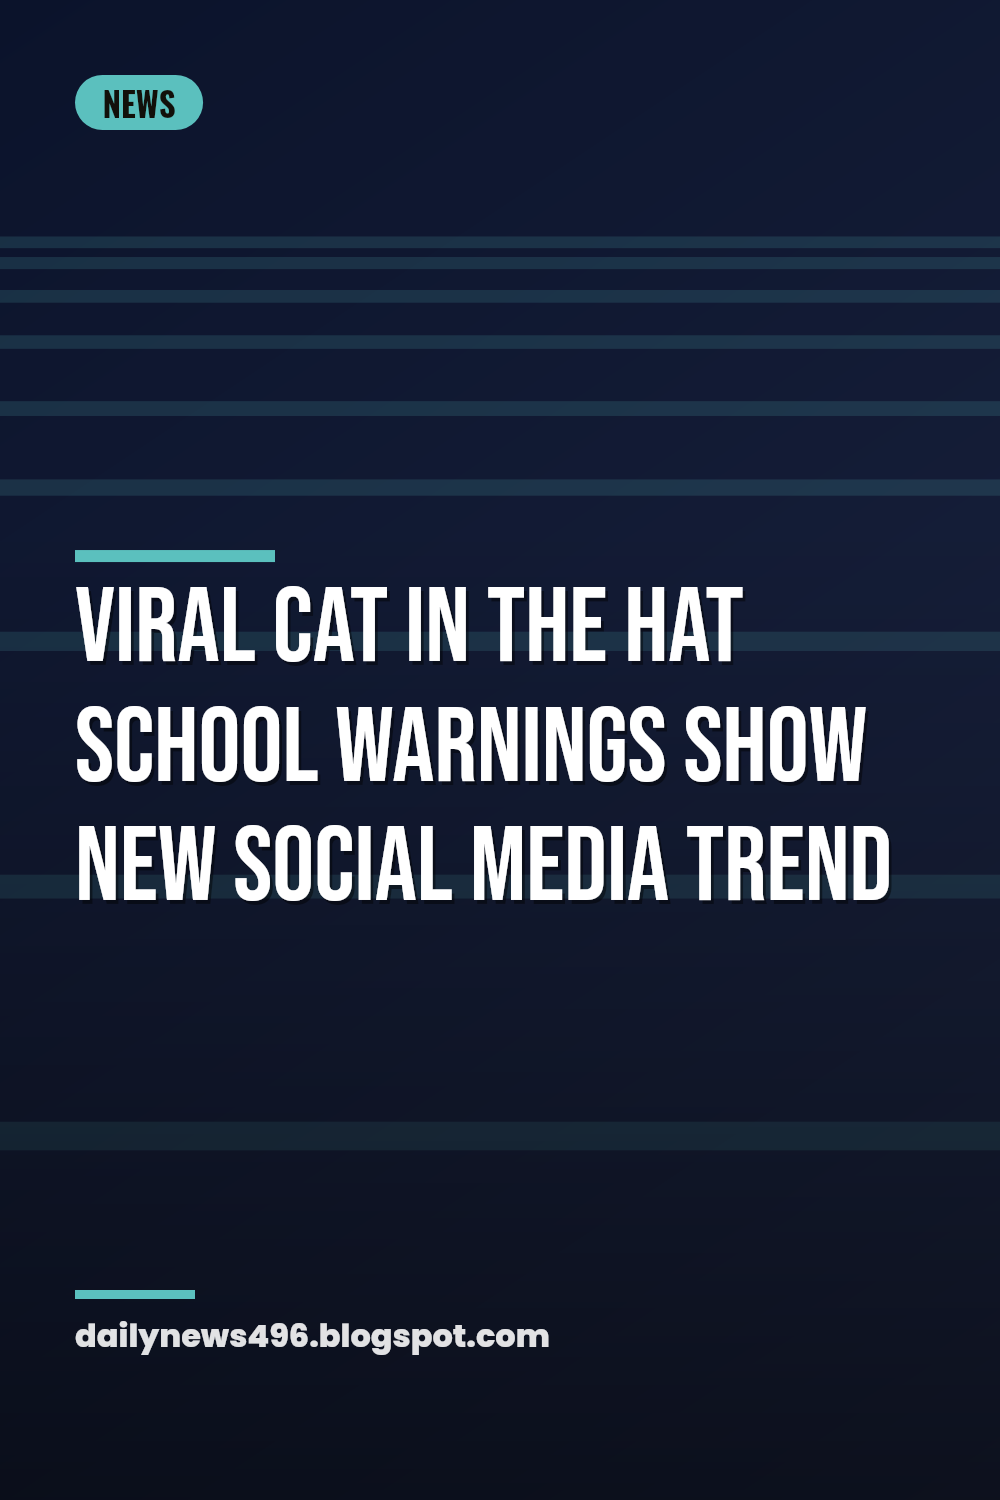 NEWS
VIRAL CAT IN THE HAT
SCHOOL WARNINGS SHOW
NEW SOCIAL MEDIA TREND
dailynews496.blogspot.com